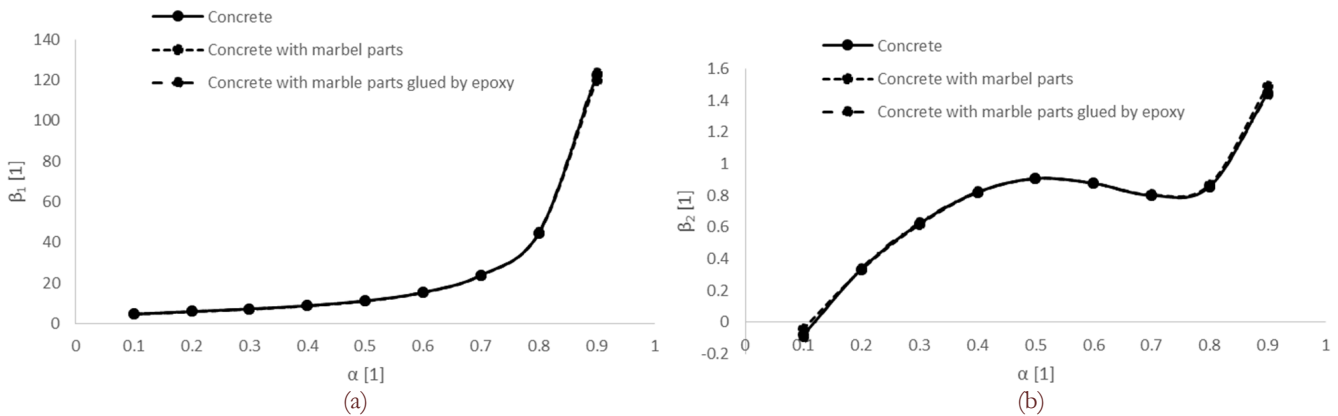 Concrete
Concrete with marbel parts
Concrete with marble parts glued by epoxy
140
120
100
80
60
40
20
0
β₁ [1]
0 0.1 0.2 0.3 0.4 0.5 0.6 0.7 0.8 0.9 1
α [1]
(a)
Concrete
Concrete with marbel parts
Concrete with marble parts glued by epoxy
1.6
1.4
1.2
1
0.8
0.6
0.4
0.2
0
-0.2
β₂ [1]
0 0.1 0.2 0.3 0.4 0.5 0.6 0.7 0.8 0.9 1
α [1]
(b)